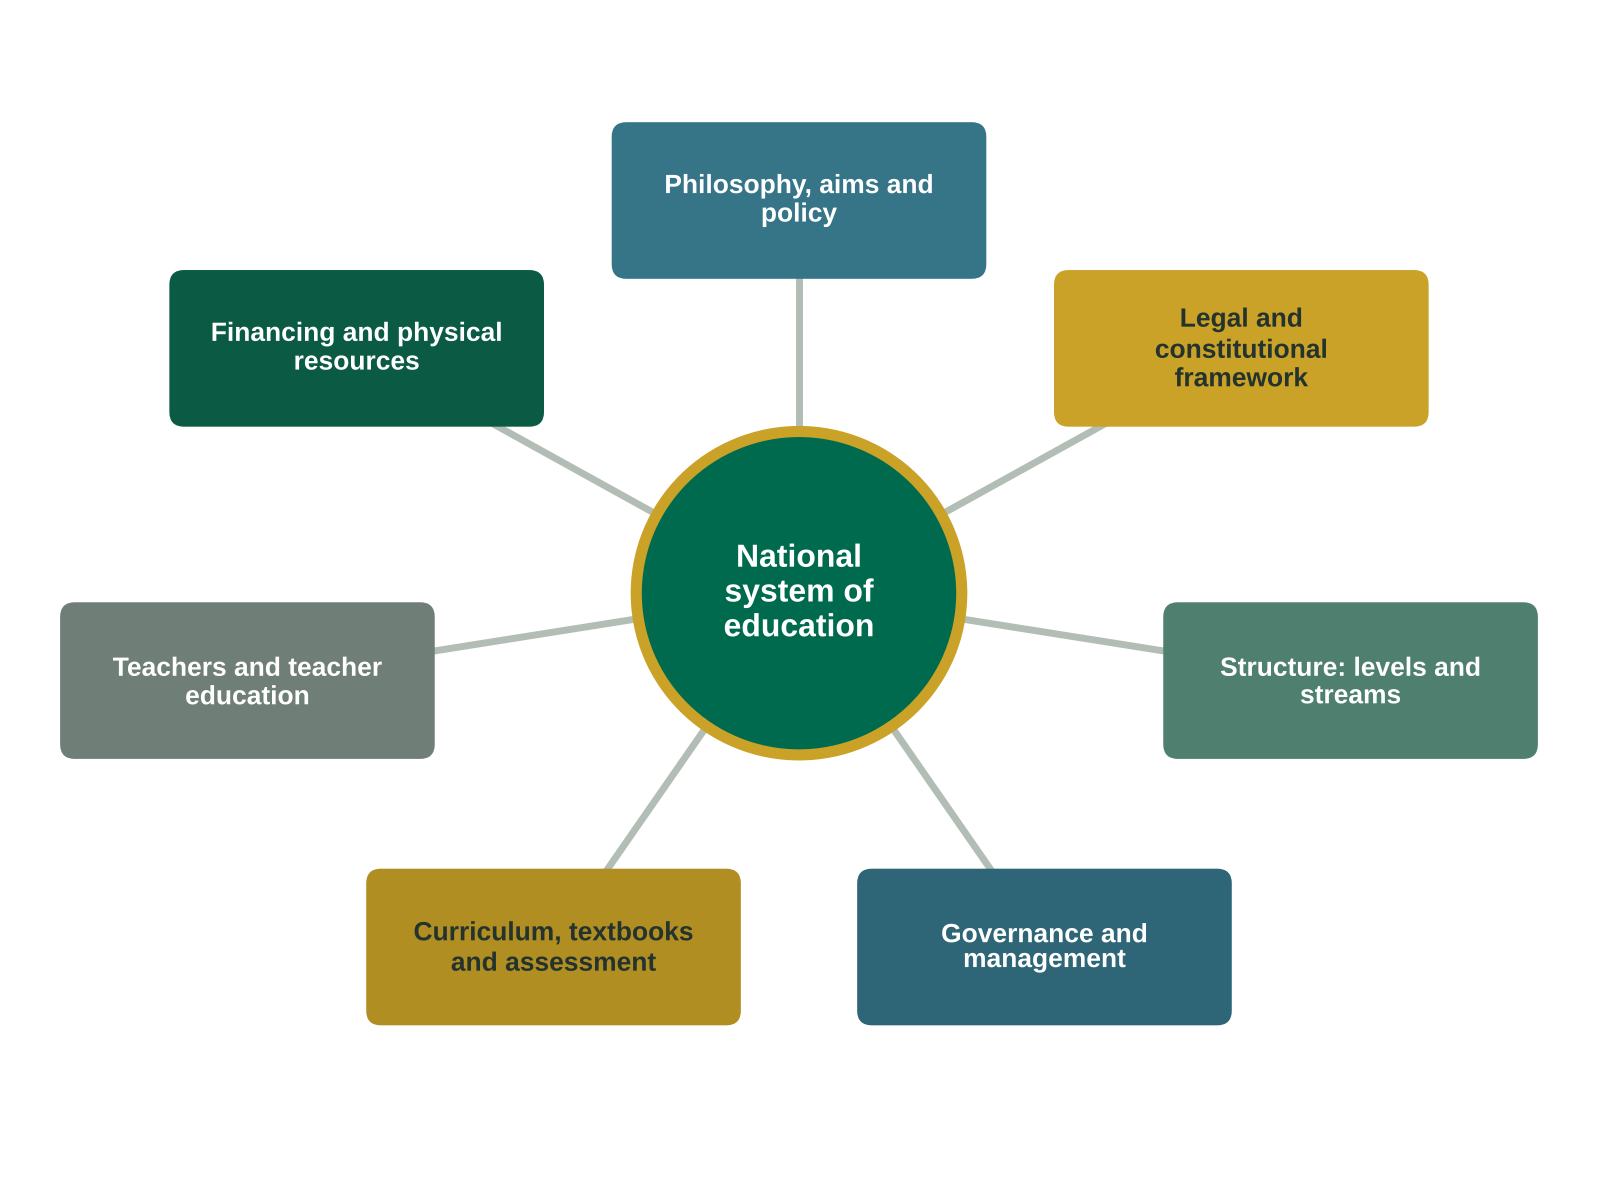 Philosophy, aims and
policy
Financing and physical
resources
Legal and
constitutional
framework
National
system of
education
Teachers and teacher
education
Structure: levels and
streams
Curriculum, textbooks
and assessment
Governance and
management